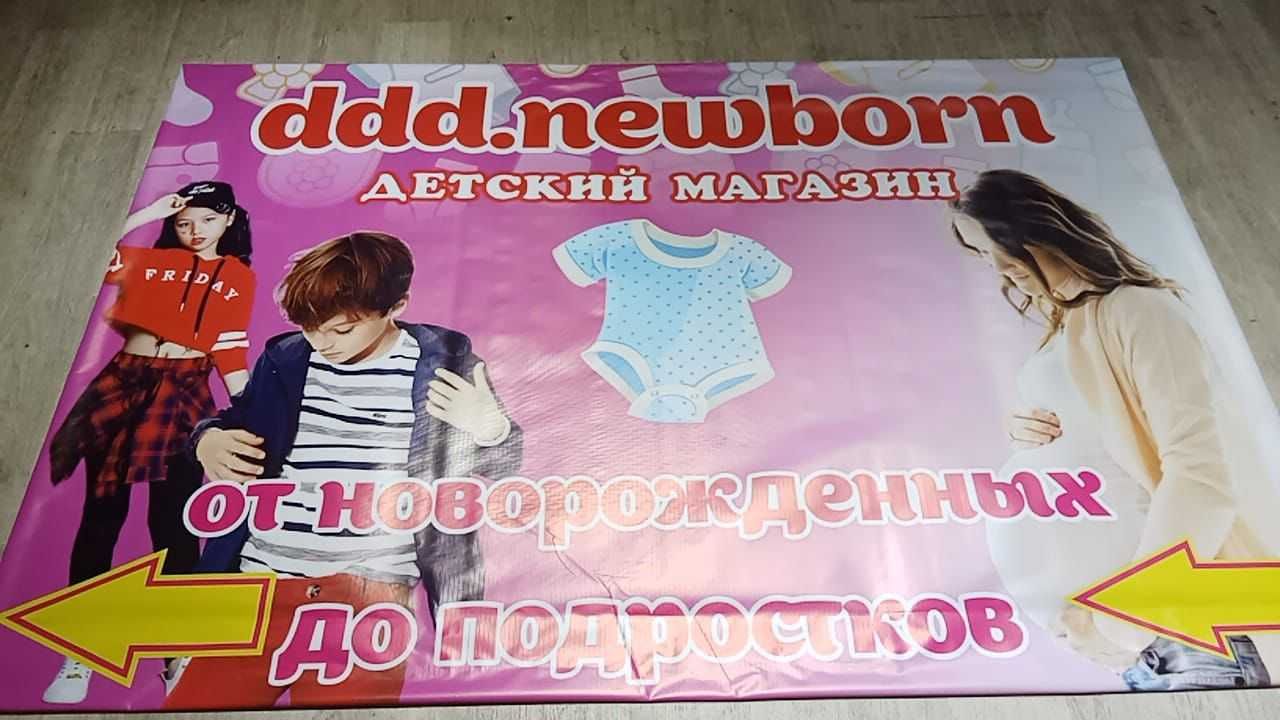 ddd.newborn
ДЕТСКИЙ МАГАЗИН
FRIDAY
от новорожденных
до подростков